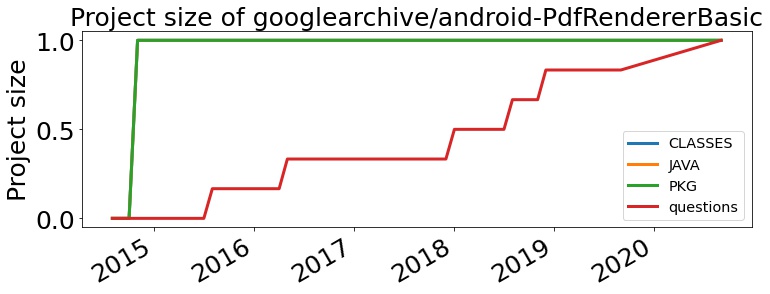 Project size of googlearchive/android-PdfRendererBasic
Project size
1.0
0.5
0.0
CLASSES
JAVA
PKG
questions
2015
2016
2017
2018
2019
2020